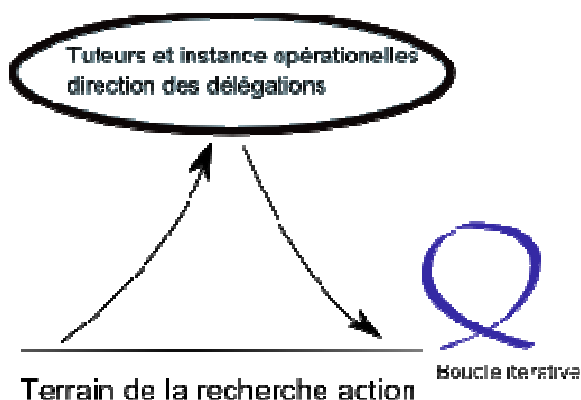 Tuteurs et instance opérationelles
direction des délégations
Boucle iterative
Terrain de la recherche action